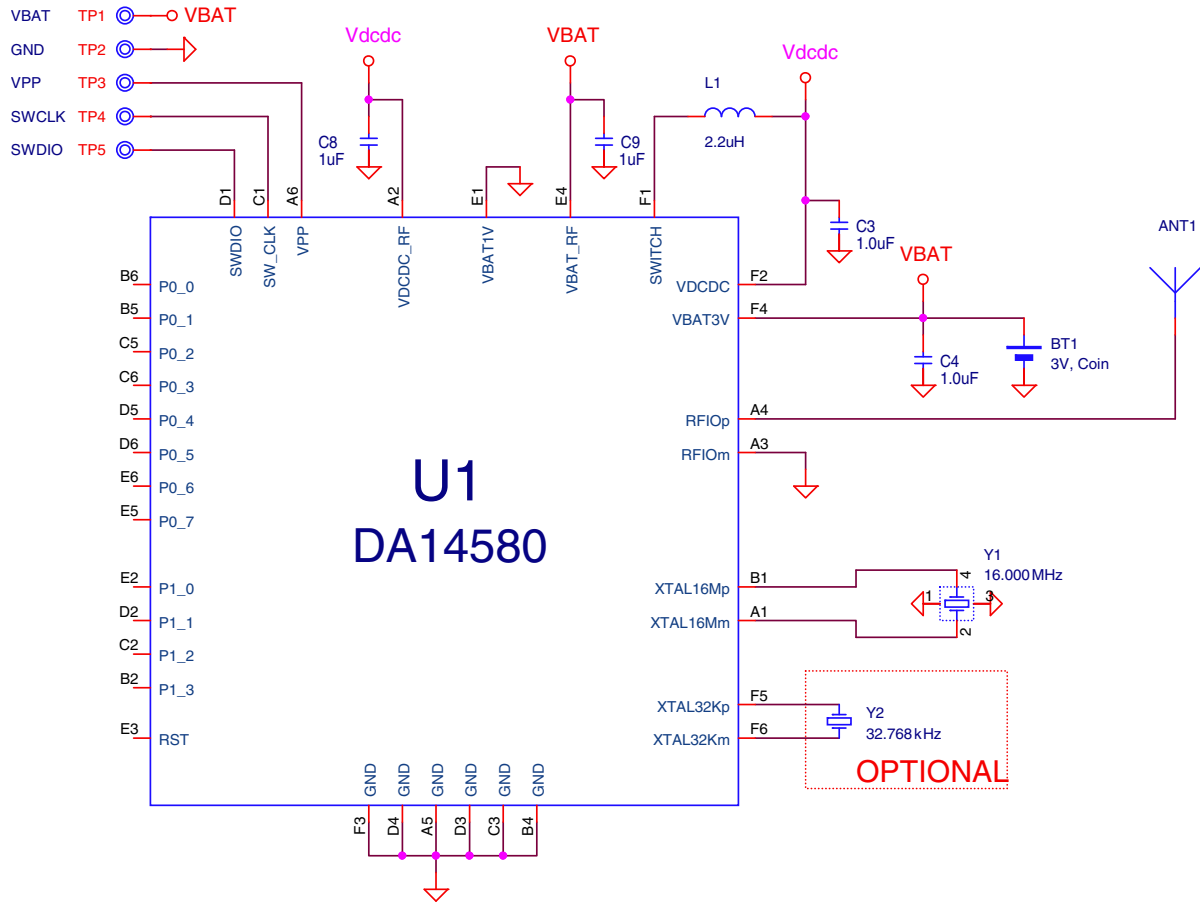 VBAT TP1 VBAT
GND TP2
VPP TP3
SWCLK TP4
SWDIO TP5
Vdcdc
C8
1uF
VBAT
C9
1uF
L1
2.2uH
Vdcdc
C3
1.0uF
VBAT
C4
1.0uF
BT1
3V, Coin
ANT1
D1 SWDIO
C1 SW_CLK
A6 VPP
A2 VDCDC_RF
E1 VBAT1V
E4 VBAT_RF
F1 SWITCH
B6 P0_0
B5 P0_1
C5 P0_2
C6 P0_3
D5 P0_4
D6 P0_5
E6 P0_6
E5 P0_7
E2 P1_0
D2 P1_1
C2 P1_2
B2 P1_3
E3 RST
U1
DA14580
VDCDC F2
VBAT3V F4
RFIOp A4
RFIOm A3
XTAL16Mp B1
XTAL16Mm A1
XTAL32Kp F5
XTAL32Km F6
Y1
16.000MHz
4
1 3
2
Y2
32.768kHz
OPTIONAL
GND F3
GND D4
GND A5
GND D3
GND C3
GND B4